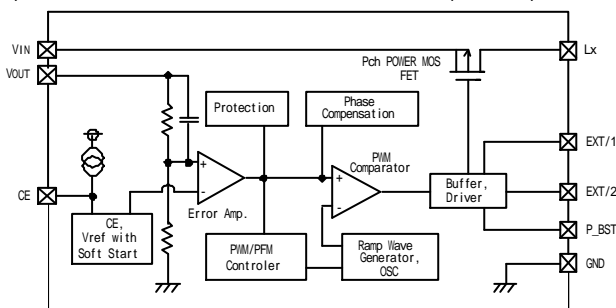 VIN
Lx
Pch POWER MOS
FET
VOUT
Protection
Phase
Compensation
EXT/1
+
-
Error Amp.
PWM
Comparator
+
-
CE
Buffer,
Driver
EXT/2
CE,
Vref with
Soft Start
PWM/PFM
Controler
Ramp Wave
Generator,
OSC
P_BST
GND